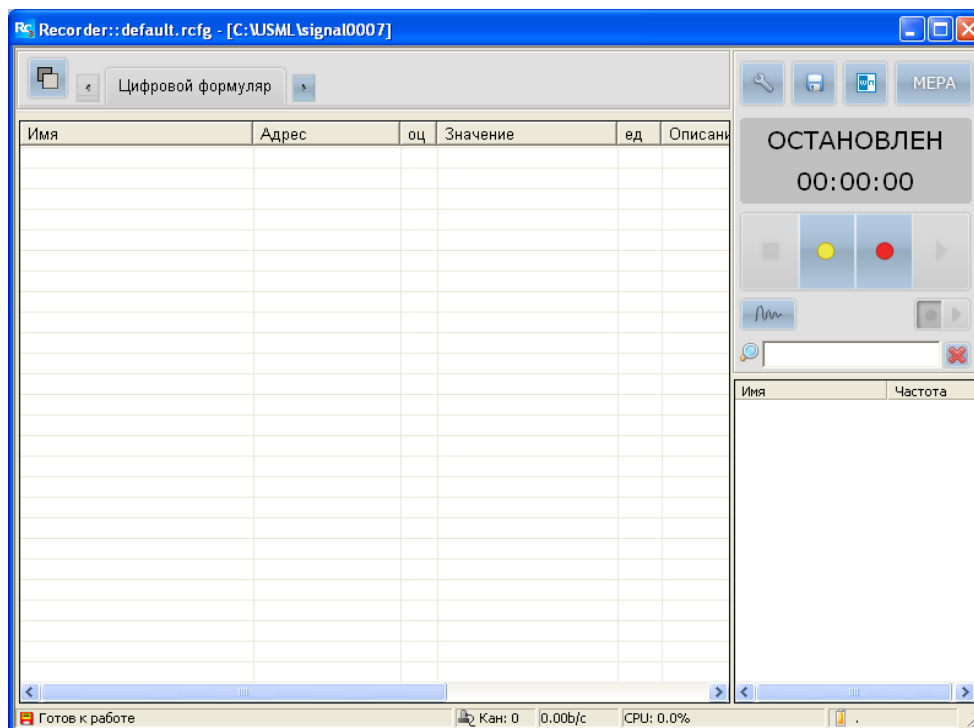 Recorder::default.rcfg - [C:\USML\signal0007]
Цифровой формуляр
МЕРА
Имя Адрес оц Значение ед Описани
ОСТАНОВЛЕН
00:00:00
Имя Частота
Готов к работе Кан: 0 0.00b/c CPU: 0.0% .